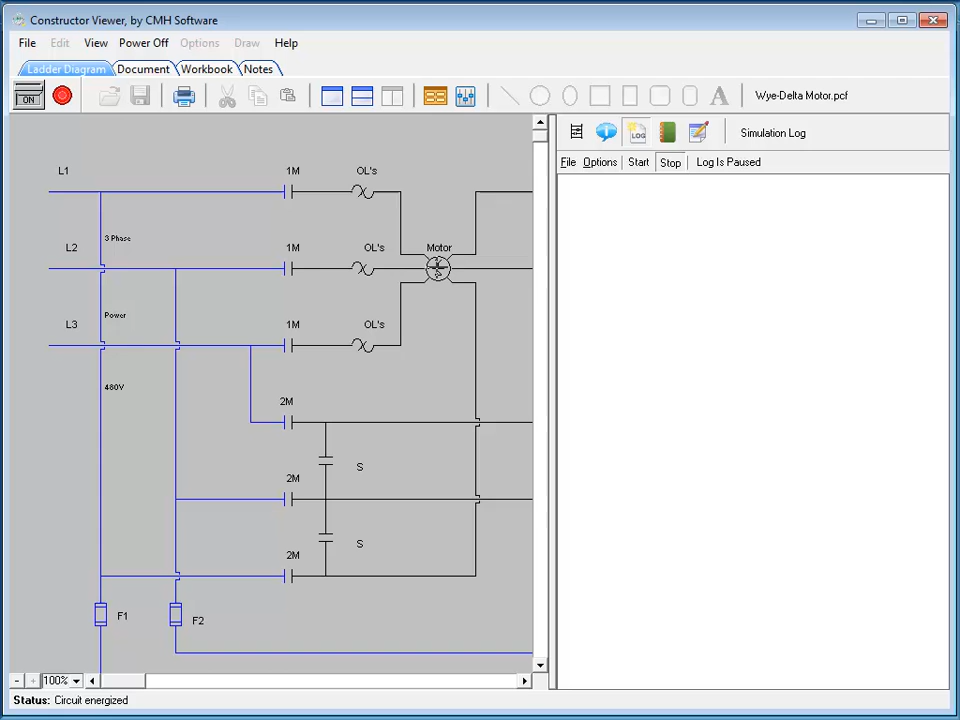 Constructor Viewer, by CMH Software
File Edit View Power Off Options Draw Help
Ladder Diagram Document Workbook Notes
ON LOG A Wye-Delta Motor.pcf
LOG Simulation Log
File Options Start Stop Log Is Paused
L1 1M OL's
3 Phase
L2 1M OL's Motor
Power
L3 1M OL's
480V
2M
S
2M
S
2M
F1 F2
- + 100%
Status: Circuit energized